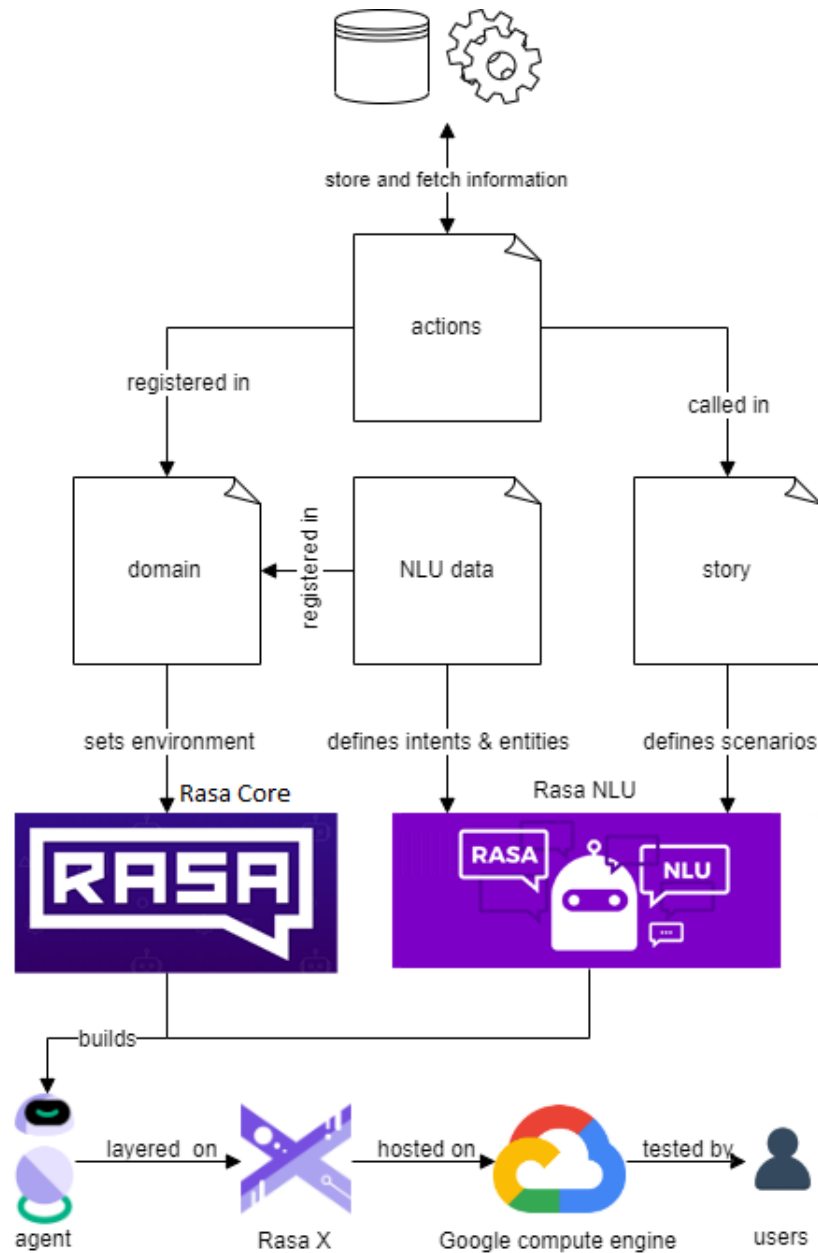 store and fetch information
actions
registered in
called in
domain
registered in
NLU data
story
sets environment
defines intents & entities
defines scenarios
Rasa Core
Rasa NLU
RASA
RASA
NLU
builds
layered on
hosted on
tested by
agent
Rasa X
Google compute engine
users